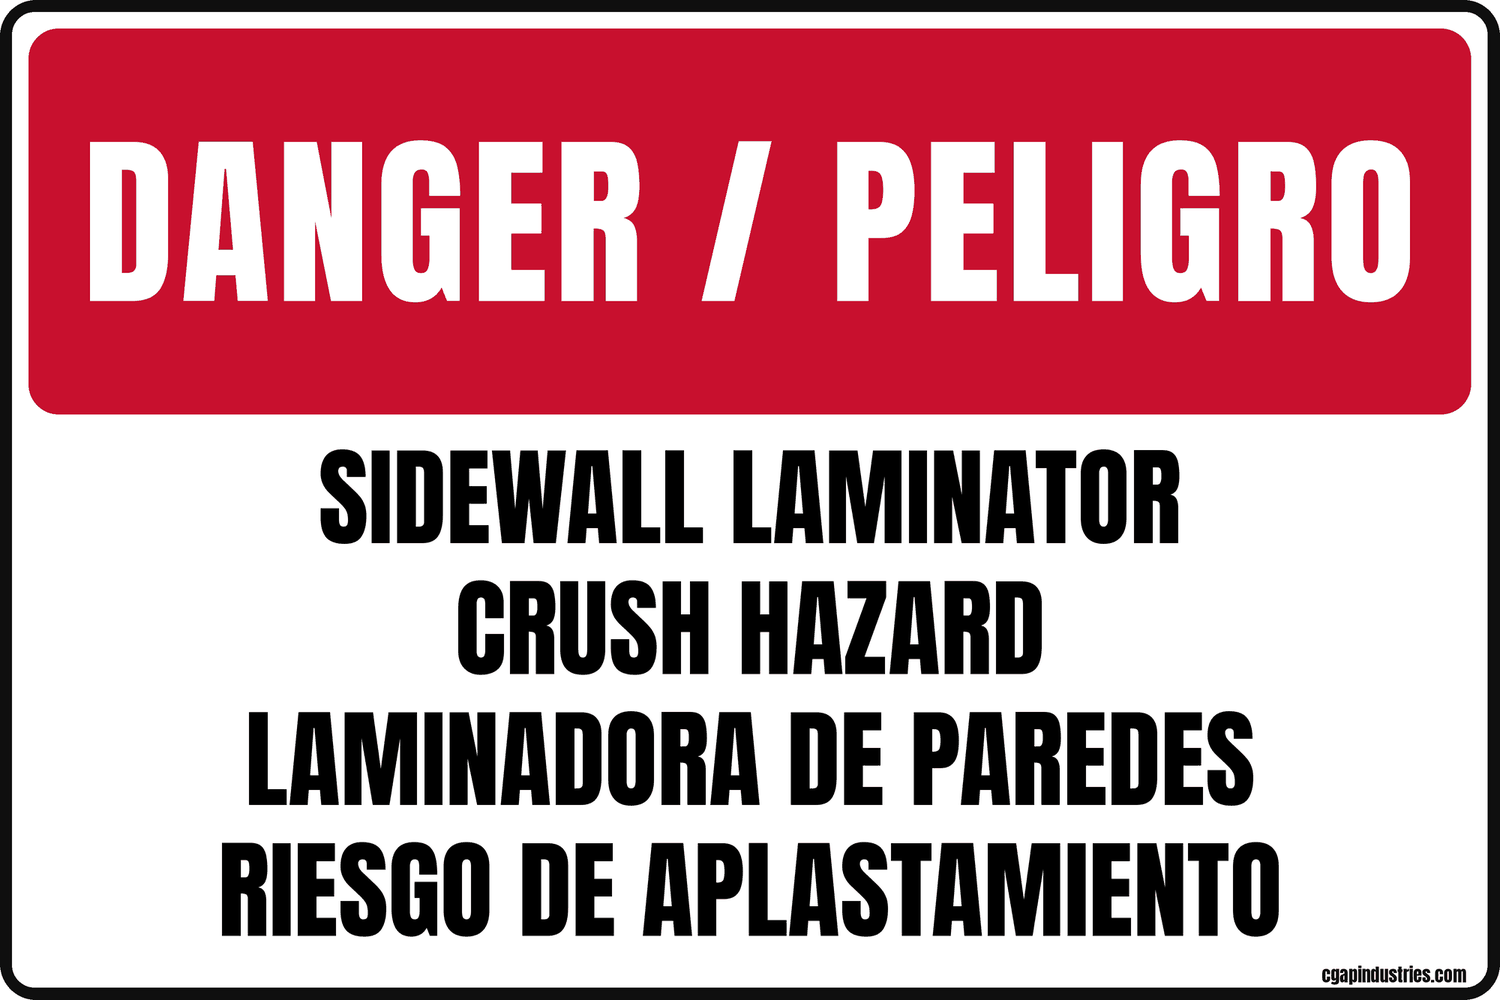 DANGER / PELIGRO
SIDEWALL LAMINATOR
CRUSH HAZARD
LAMINADORA DE PAREDES
RIESGO DE APLASTAMIENTO
cgapindustries.com